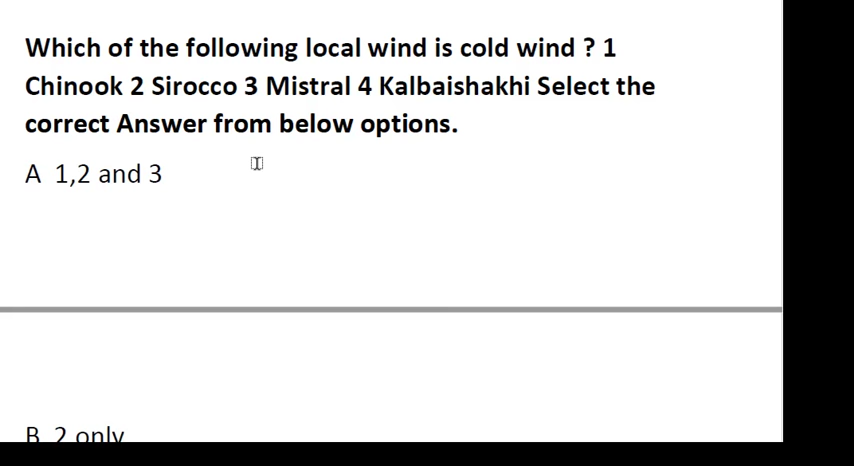 Which of the following local wind is cold wind ? 1
Chinook 2 Sirocco 3 Mistral 4 Kalbaishakhi Select the
correct Answer from below options.
A 1,2 and 3
B 2 only